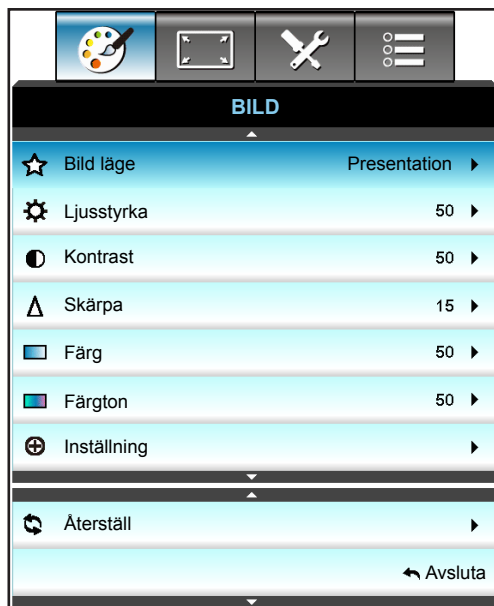 BILD
Bild läge Presentation
Ljusstyrka 50
Kontrast 50
Skärpa 15
Färg 50
Färgton 50
Inställning
Återställ
Avsluta